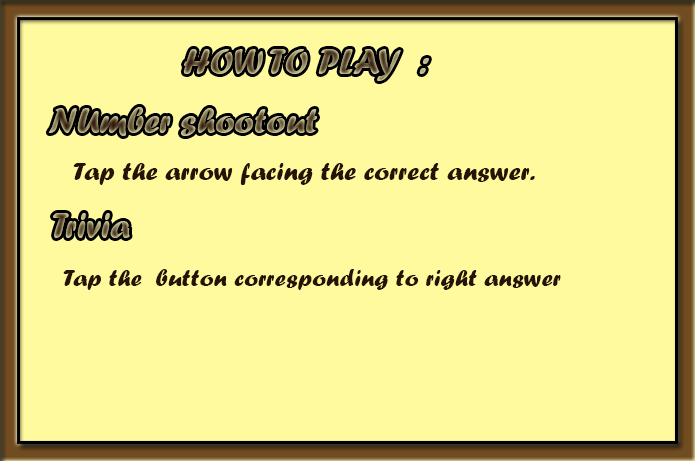 HOW TO PLAY :
NUmber shootout
Tap the arrow facing the correct answer.
Trivia
Tap the button corresponding to right answer